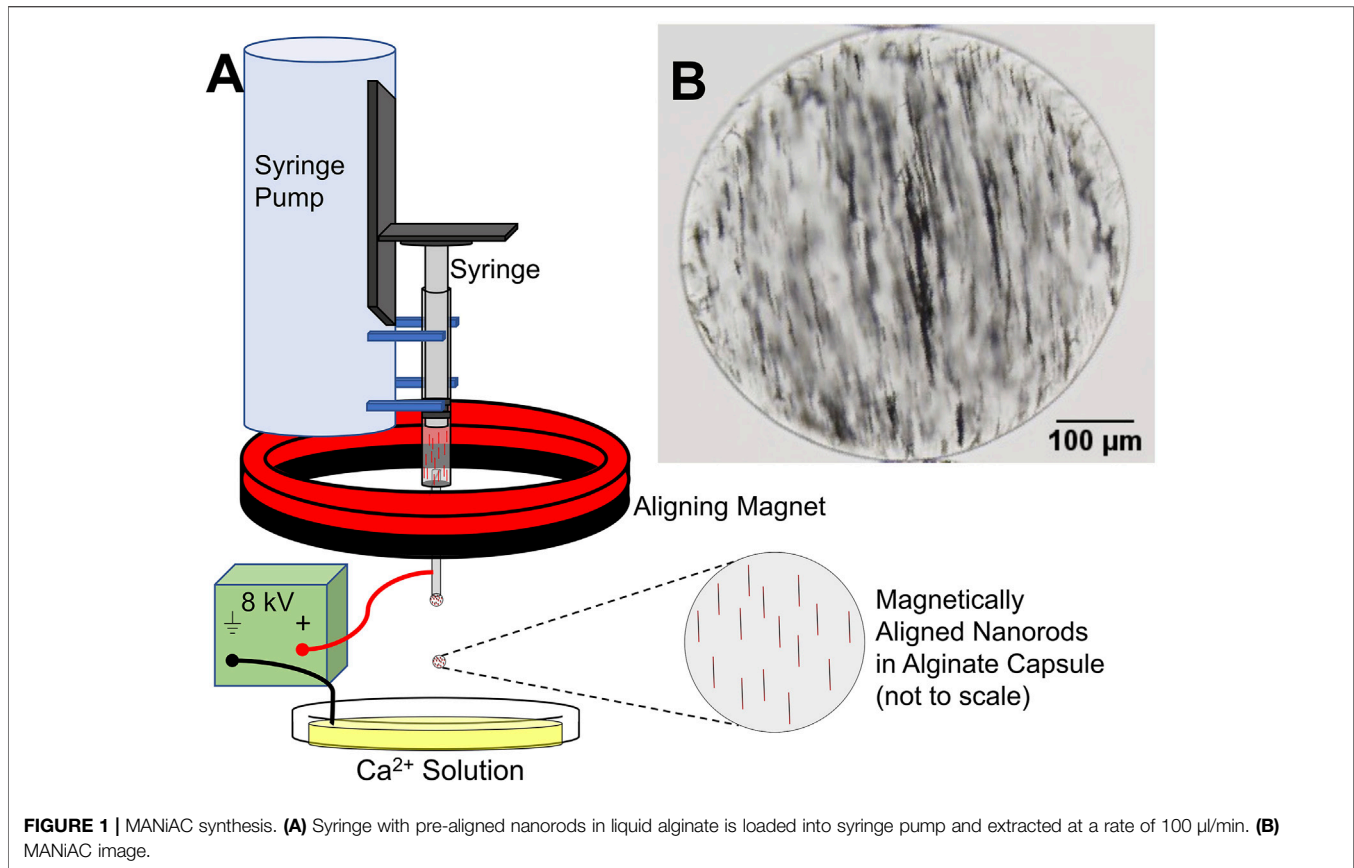 A
Syringe
Pump
Syringe
Aligning Magnet
8 kV
+
B
100 µm
Magnetically
Aligned Nanorods
in Alginate Capsule
(not to scale)
Ca²⁺ Solution
FIGURE 1 | MANiAC synthesis. (A) Syringe with pre-aligned nanorods in liquid alginate is loaded into syringe pump and extracted at a rate of 100 µl/min. (B)
MANiAC image.